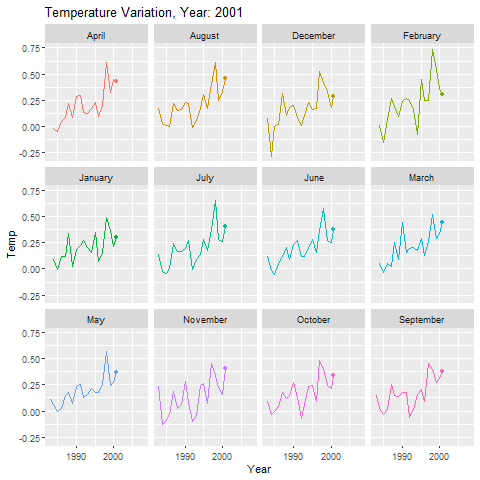 Temperature Variation, Year: 2001
April August December February
0.75
0.50
0.25
0.00
-0.25
January July June March
0.75
0.50
0.25
0.00
-0.25
May November October September
0.75
0.50
0.25
0.00
-0.25
1990 2000 1990 2000 1990 2000 1990 2000
Temp
Year